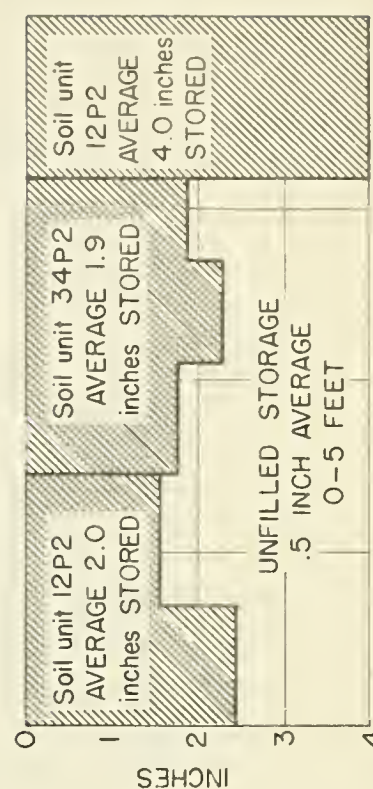 INCHES
0
1
2
3
4
Soil unit 12P2
AVERAGE 2.0
inches STORED
Soil unit 34P2
AVERAGE 1.9
inches STORED
Soil unit
12P2
AVERAGE
4.0 inches
STORED
UNFILLED STORAGE
.5 INCH AVERAGE
0-5 FEET